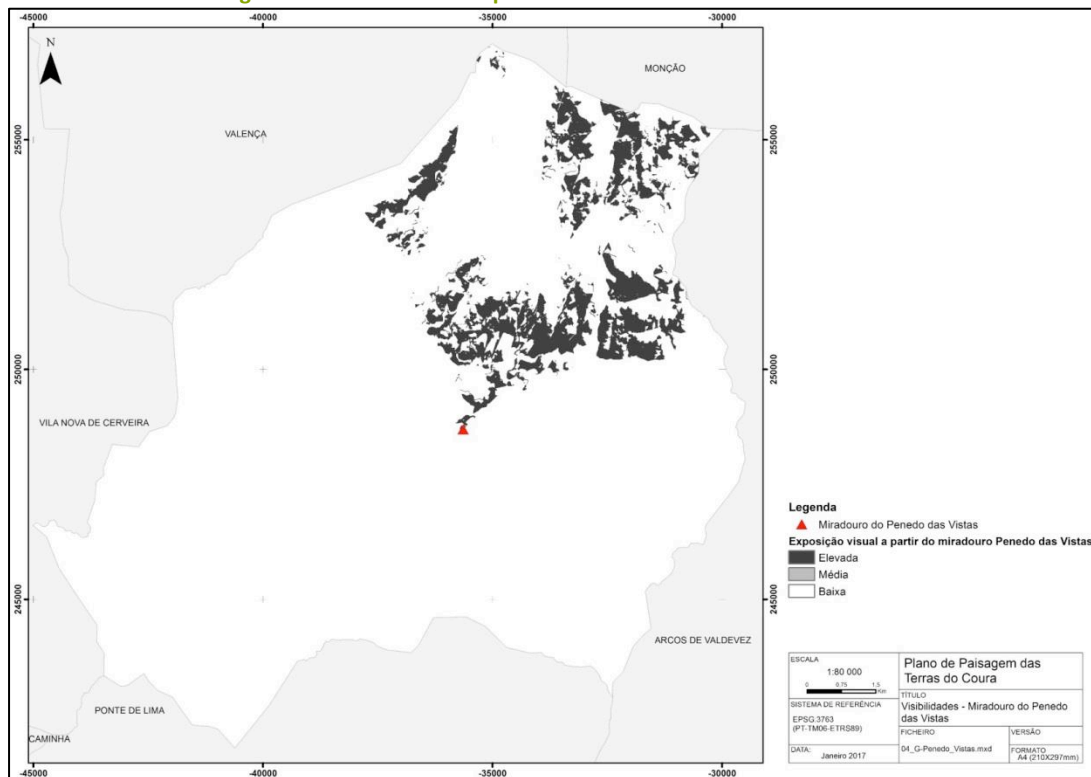 -45000
-40000
-35000
-30000
N
MONÇÃO
VALENÇA
255000
255000
250000
250000
VILA NOVA DE CERVEIRA
Legenda
Miradouro do Penedo das Vistas
Exposição visual a partir do miradouro Penedo das Vistas
Elevada
Média
Baixa
245000
245000
ARCOS DE VALDEVEZ
PONTE DE LIMA
CAMINHA
-45000
-40000
-35000
-30000
ESCALA
1:80 000
0 0,75 1,5
Km
SISTEMA DE REFERÊNCIA
EPSG:3763
(PT-TM06-ETRS89)
DATA:
Janeiro 2017
Plano de Paisagem das
Terras do Coura
TÍTULO
Visibilidades - Miradouro do Penedo
das Vistas
FICHEIRO
04_G-Penedo_Vistas.mxd
VERSÃO
FORMATO
A4 (210X297mm)